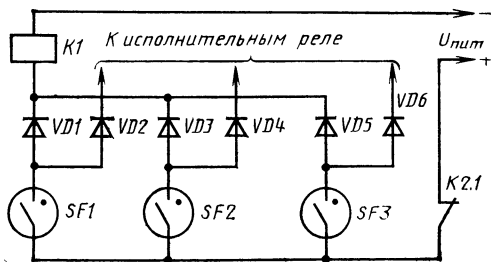 K1
К исполнительным реле
Uпит
−
+
VD1 VD2 VD3 VD4 VD5 VD6
K2.1
SF1 SF2 SF3